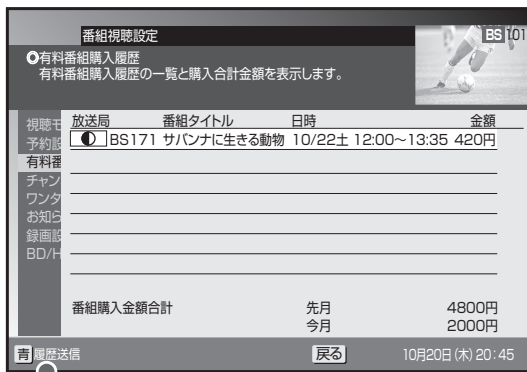 番組視聴設定
BS 101
有料番組購入履歴
有料番組購入履歴の一覧と購入合計金額を表示します。
放送局 番組タイトル 日時 金額
BS171 サバンナに生きる動物 10/22土 12:00～13:35 420円
視聴モ
予約設
有料番
チャン
ワンタ
お知ら
録画設
BD/H
番組購入金額合計 先月 4800円
今月 2000円
青 履歴送信 戻る 10月20日(木)20:45